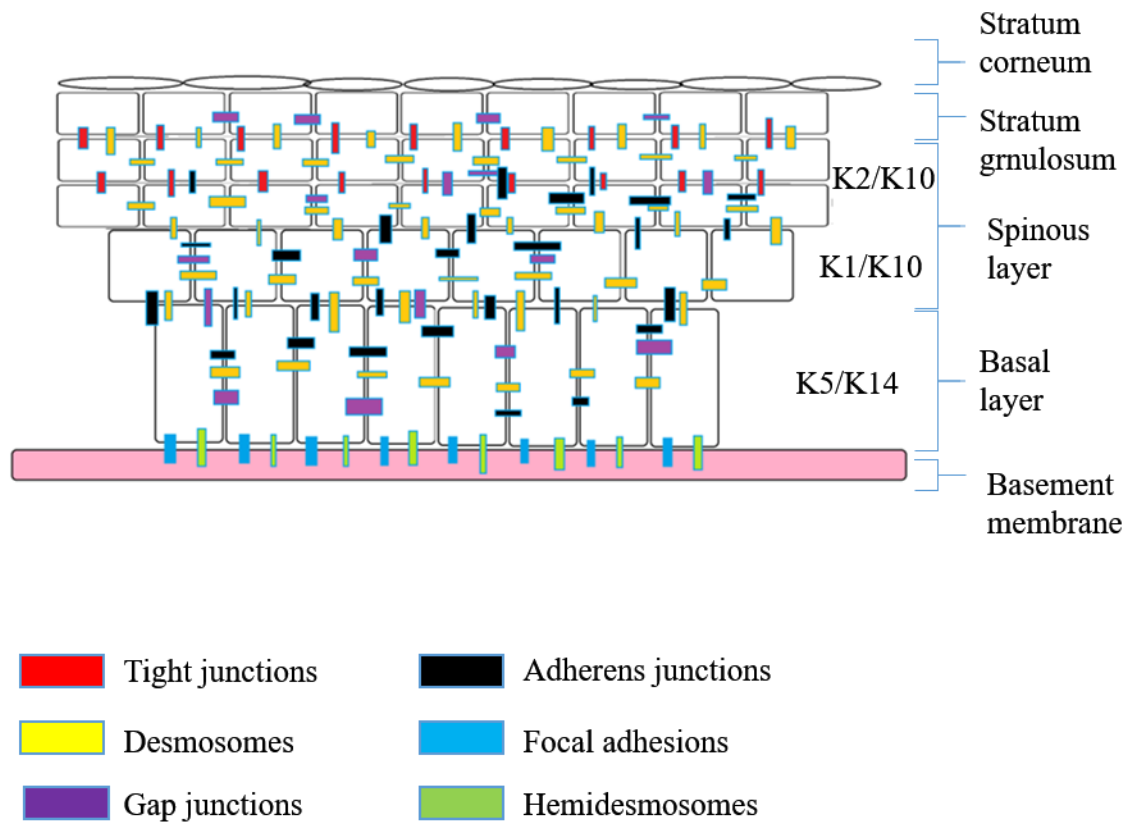 Stratum
corneum
Stratum
grnulosum
K2/K10
Spinous
layer
K1/K10
Basal
layer
K5/K14
Basement
membrane
Tight junctions
Adherens junctions
Desmosomes
Focal adhesions
Gap junctions
Hemidesmosomes